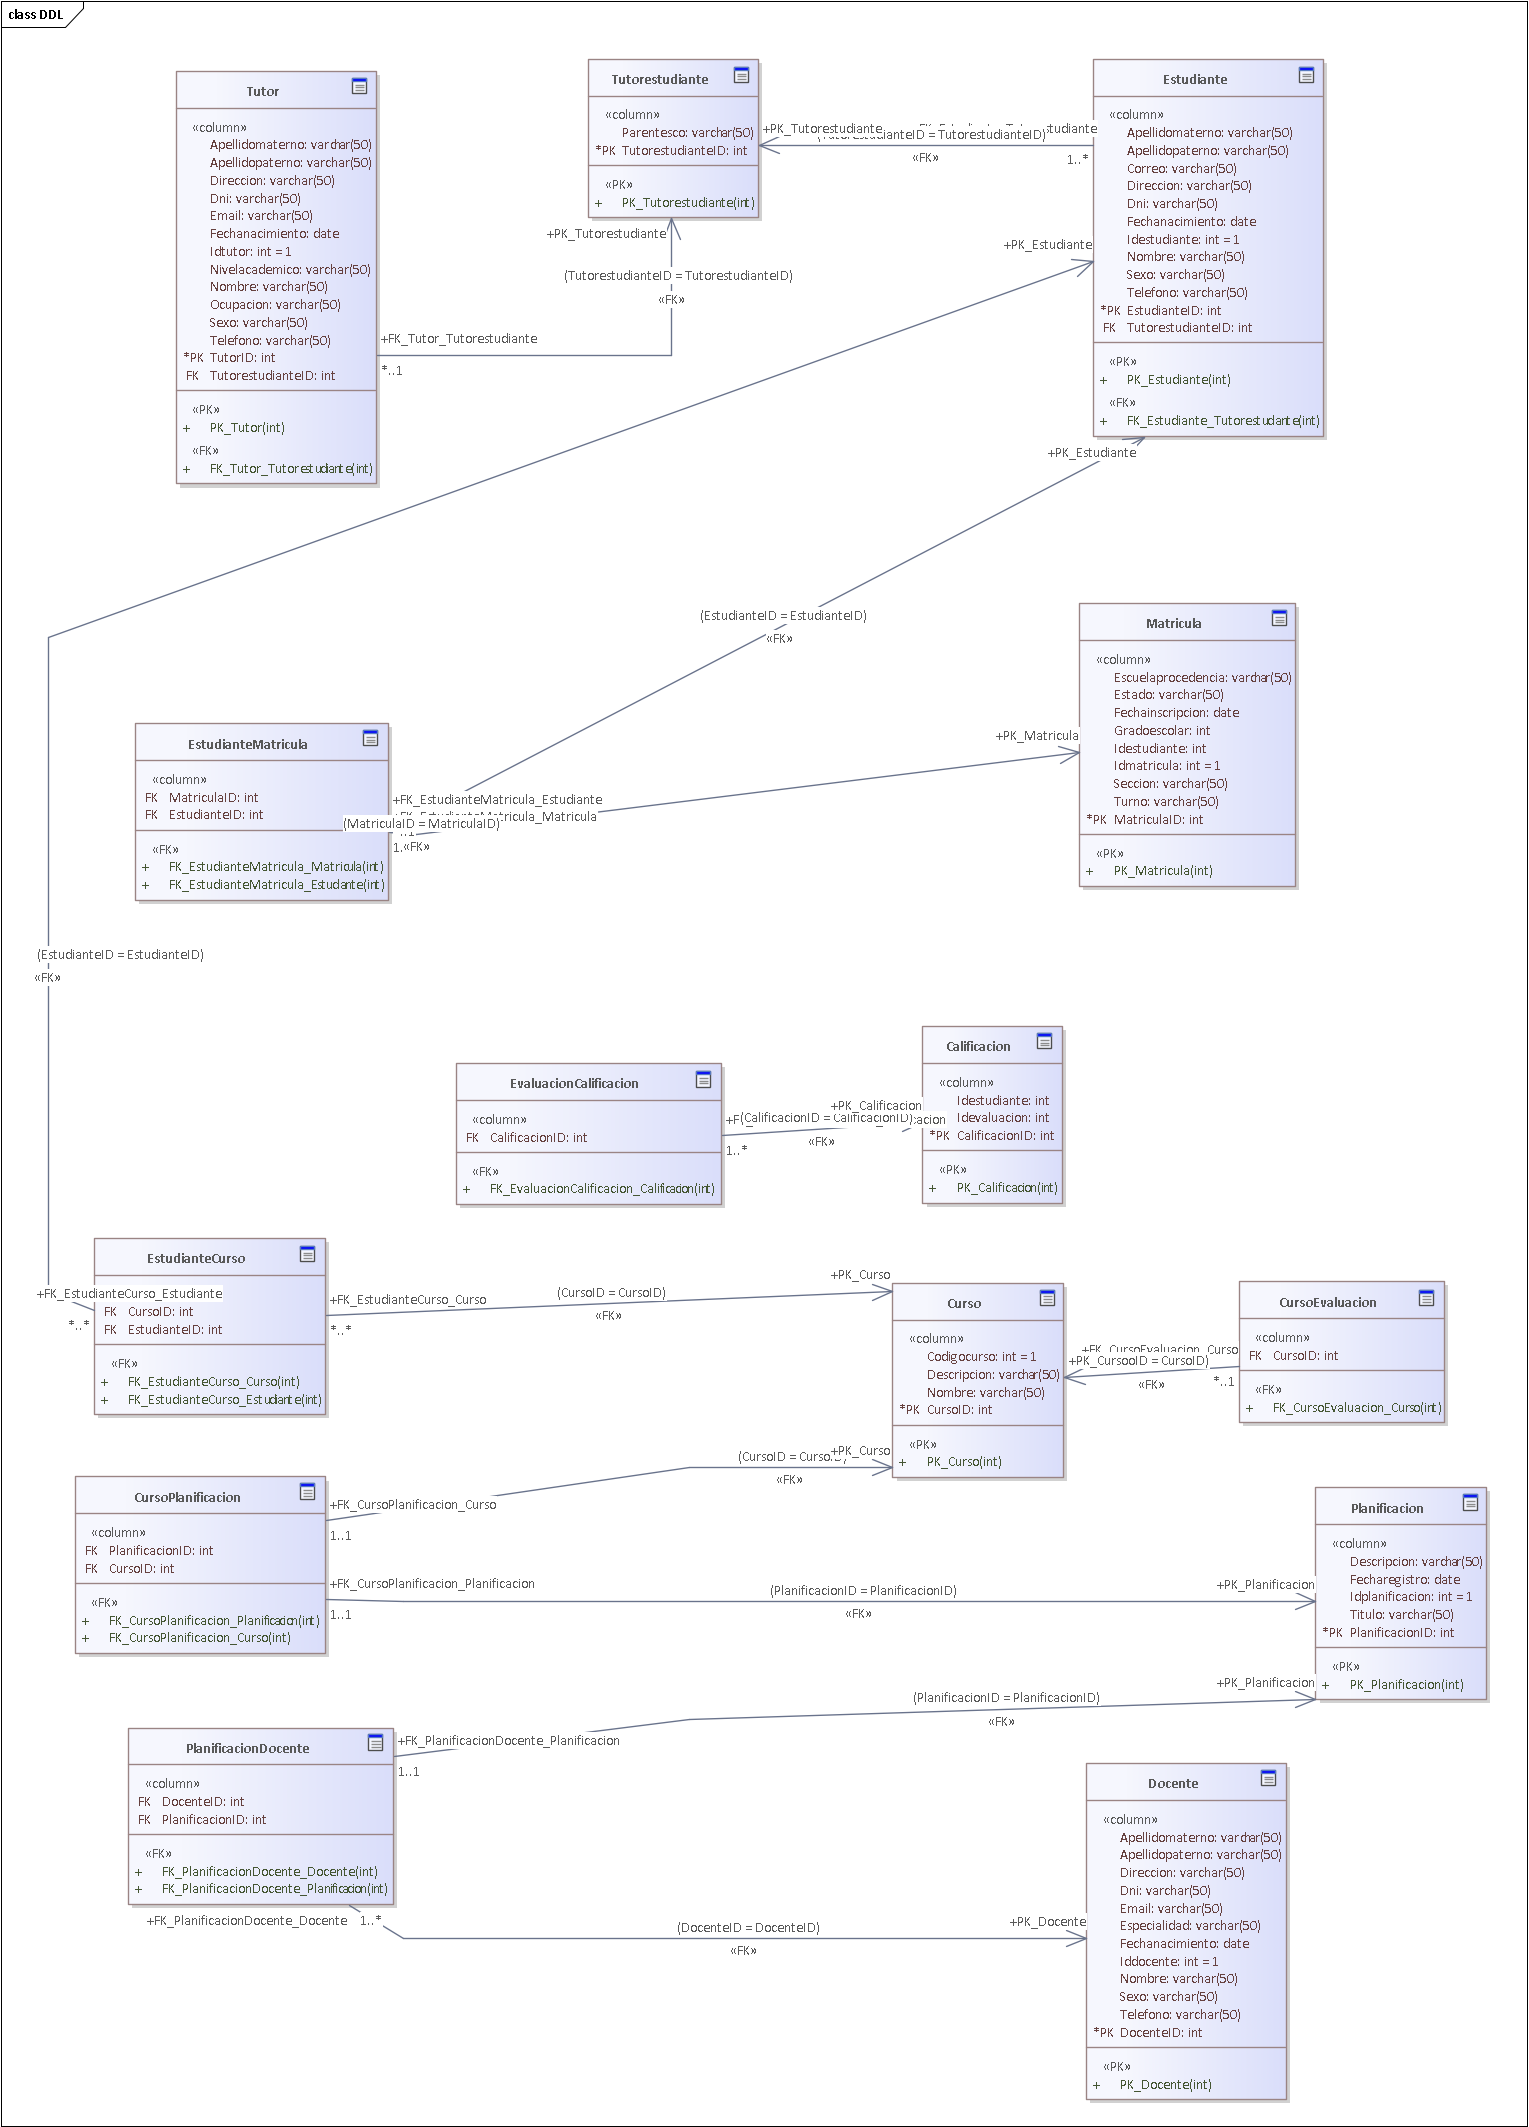 class DDL
Tutor
«column»
Apellidomaterno: varchar(50)
Apellidopaterno: varchar(50)
Direccion: varchar(50)
Dni: varchar(50)
Email: varchar(50)
Fechanacimiento: date
Idtutor: int = 1
Nivelacademico: varchar(50)
Nombre: varchar(50)
Ocupacion: varchar(50)
Sexo: varchar(50)
Telefono: varchar(50)
*PK TutorID: int
FK TutorestudianteID: int
«PK»
+ PK_Tutor(int)
«FK»
+ FK_Tutor_Tutorestudiante(int)
Tutorestudiante
«column»
Parentesco: varchar(50)
*PK TutorestudianteID: int
«PK»
+ PK_Tutorestudiante(int)
+PK_Tutorestudiante
(TutorestudianteID = TutorestudianteID)
«FK»
1..*
Estudiante
«column»
Apellidomaterno: varchar(50)
Apellidopaterno: varchar(50)
Correo: varchar(50)
Direccion: varchar(50)
Dni: varchar(50)
Fechanacimiento: date
Idestudiante: int = 1
Nombre: varchar(50)
Sexo: varchar(50)
Telefono: varchar(50)
*PK EstudianteID: int
FK TutorestudianteID: int
«PK»
+ PK_Estudiante(int)
«FK»
+ FK_Estudiante_Tutorestudiante(int)
+PK_Tutorestudiante
(TutorestudianteID = TutorestudianteID)
«FK»
+FK_Tutor_Tutorestudiante
*..1
+PK_Estudiante
+PK_Estudiante
(EstudianteID = EstudianteID)
«FK»
Matricula
«column»
Escuelaprocedencia: varchar(50)
Estado: varchar(50)
Fechainscripcion: date
Gradoescolar: int
Idestudiante: int
Idmatricula: int = 1
Seccion: varchar(50)
Turno: varchar(50)
*PK MatriculaID: int
«PK»
+ PK_Matricula(int)
+PK_Matricula
EstudianteMatricula
«column»
FK MatriculaID: int
FK EstudianteID: int
«FK»
+ FK_EstudianteMatricula_Matricula(int)
+ FK_EstudianteMatricula_Estudiante(int)
+FK_EstudianteMatricula_Estudiante
+FK_EstudianteMatricula_Matricula
(MatriculaID = MatriculaID)
«FK»
(EstudianteID = EstudianteID)
«FK»
EvaluacionCalificacion
«column»
FK CalificacionID: int
«FK»
+ FK_EvaluacionCalificacion_Calificacion(int)
+PK_Calificacion
(CalificacionID = CalificacionID)
«FK»
1..*
Calificacion
«column»
Idestudiante: int
Idevaluacion: int
*PK CalificacionID: int
«PK»
+ PK_Calificacion(int)
EstudianteCurso
FK CursoID: int
FK EstudianteID: int
«FK»
+ FK_EstudianteCurso_Curso(int)
+ FK_EstudianteCurso_Estudiante(int)
+FK_EstudianteCurso_Estudiante
*..*
+FK_EstudianteCurso_Curso
*..*
(CursoID = CursoID)
«FK»
+PK_Curso
Curso
«column»
Codigocurso: int = 1
Descripcion: varchar(50)
Nombre: varchar(50)
*PK CursoID: int
«PK»
+ PK_Curso(int)
+FK_CursoEvaluacion_Curso
+PK_CursoID = CursoID)
«FK»
*..1
CursoEvaluacion
«column»
FK CursoID: int
«FK»
+ FK_CursoEvaluacion_Curso(int)
CursoPlanificacion
«column»
FK PlanificacionID: int
FK CursoID: int
«FK»
+ FK_CursoPlanificacion_Planificacion(int)
+ FK_CursoPlanificacion_Curso(int)
+FK_CursoPlanificacion_Curso
1..1
(CursoID = CursoID)
+PK_Curso
«FK»
+FK_CursoPlanificacion_Planificacion
1..1
(PlanificacionID = PlanificacionID)
«FK»
+PK_Planificacion
Planificacion
«column»
Descripcion: varchar(50)
Fecharegistro: date
Idplanificacion: int = 1
Titulo: varchar(50)
*PK PlanificacionID: int
«PK»
+ PK_Planificacion(int)
+PK_Planificacion
(PlanificacionID = PlanificacionID)
«FK»
PlanificacionDocente
«column»
FK DocenteID: int
FK PlanificacionID: int
«FK»
+ FK_PlanificacionDocente_Docente(int)
+ FK_PlanificacionDocente_Planificacion(int)
+FK_PlanificacionDocente_Planificacion
1..1
+FK_PlanificacionDocente_Docente
1..*
(DocenteID = DocenteID)
«FK»
+PK_Docente
Docente
«column»
Apellidomaterno: varchar(50)
Apellidopaterno: varchar(50)
Direccion: varchar(50)
Dni: varchar(50)
Email: varchar(50)
Especialidad: varchar(50)
Fechanacimiento: date
Iddocente: int = 1
Nombre: varchar(50)
Sexo: varchar(50)
Telefono: varchar(50)
*PK DocenteID: int
«PK»
+ PK_Docente(int)